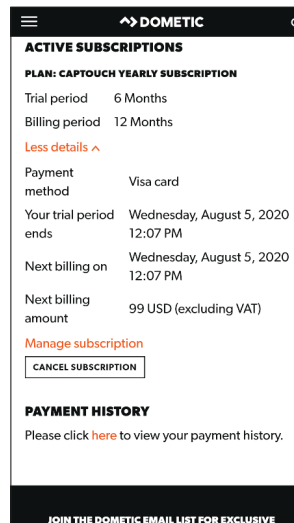 DOMETIC
ACTIVE SUBSCRIPTIONS
PLAN: CAPTOUCH YEARLY SUBSCRIPTION
Trial period 6 Months
Billing period 12 Months
Less details
Payment
method
Visa card
Your trial period
ends
Wednesday, August 5, 2020
12:07 PM
Next billing on
Wednesday, August 5, 2020
12:07 PM
Next billing
amount
99 USD (excluding VAT)
Manage subscription
CANCEL SUBSCRIPTION
PAYMENT HISTORY
Please click here to view your payment history.
JOIN THE DOMETIC EMAIL LIST FOR EXCLUSIVE